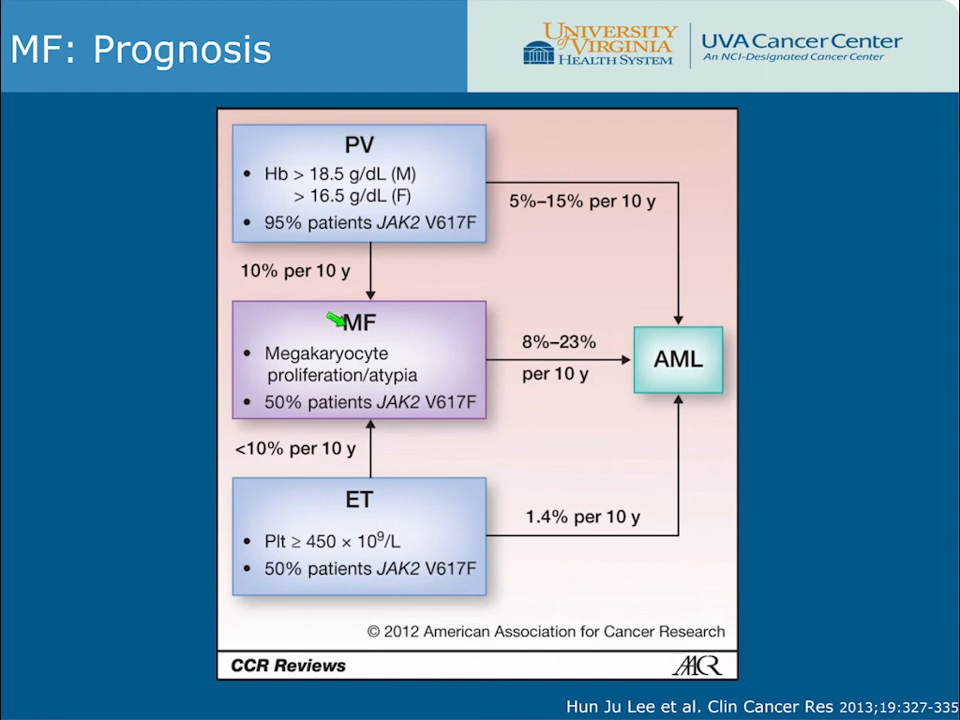 MF: Prognosis
UNIVERSITY
of VIRGINIA
HEALTH SYSTEM
UVA Cancer Center
An NCI-Designated Cancer Center
PV
• Hb > 18.5 g/dL (M)
> 16.5 g/dL (F)
• 95% patients JAK2 V617F
5%–15% per 10 y
10% per 10 y
MF
• Megakaryocyte
proliferation/atypia
• 50% patients JAK2 V617F
8%–23%
per 10 y
AML
<10% per 10 y
ET
• Plt ≥ 450 × 10⁹/L
• 50% patients JAK2 V617F
1.4% per 10 y
© 2012 American Association for Cancer Research
CCR Reviews
AACR
Hun Ju Lee et al. Clin Cancer Res 2013;19:327-335